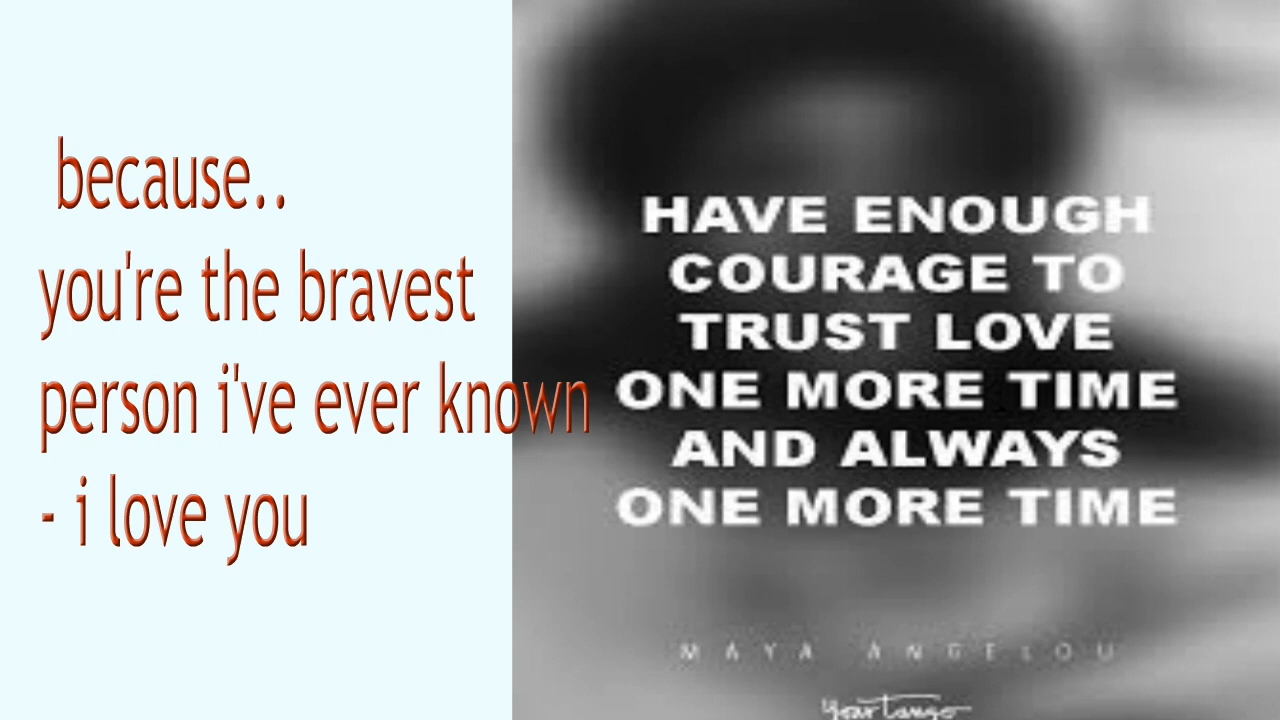 because..
you're the bravest
person i've ever known
- i love you
HAVE ENOUGH
COURAGE TO
TRUST LOVE
ONE MORE TIME
AND ALWAYS
ONE MORE TIME
MAYA ANGELOU
yourtango